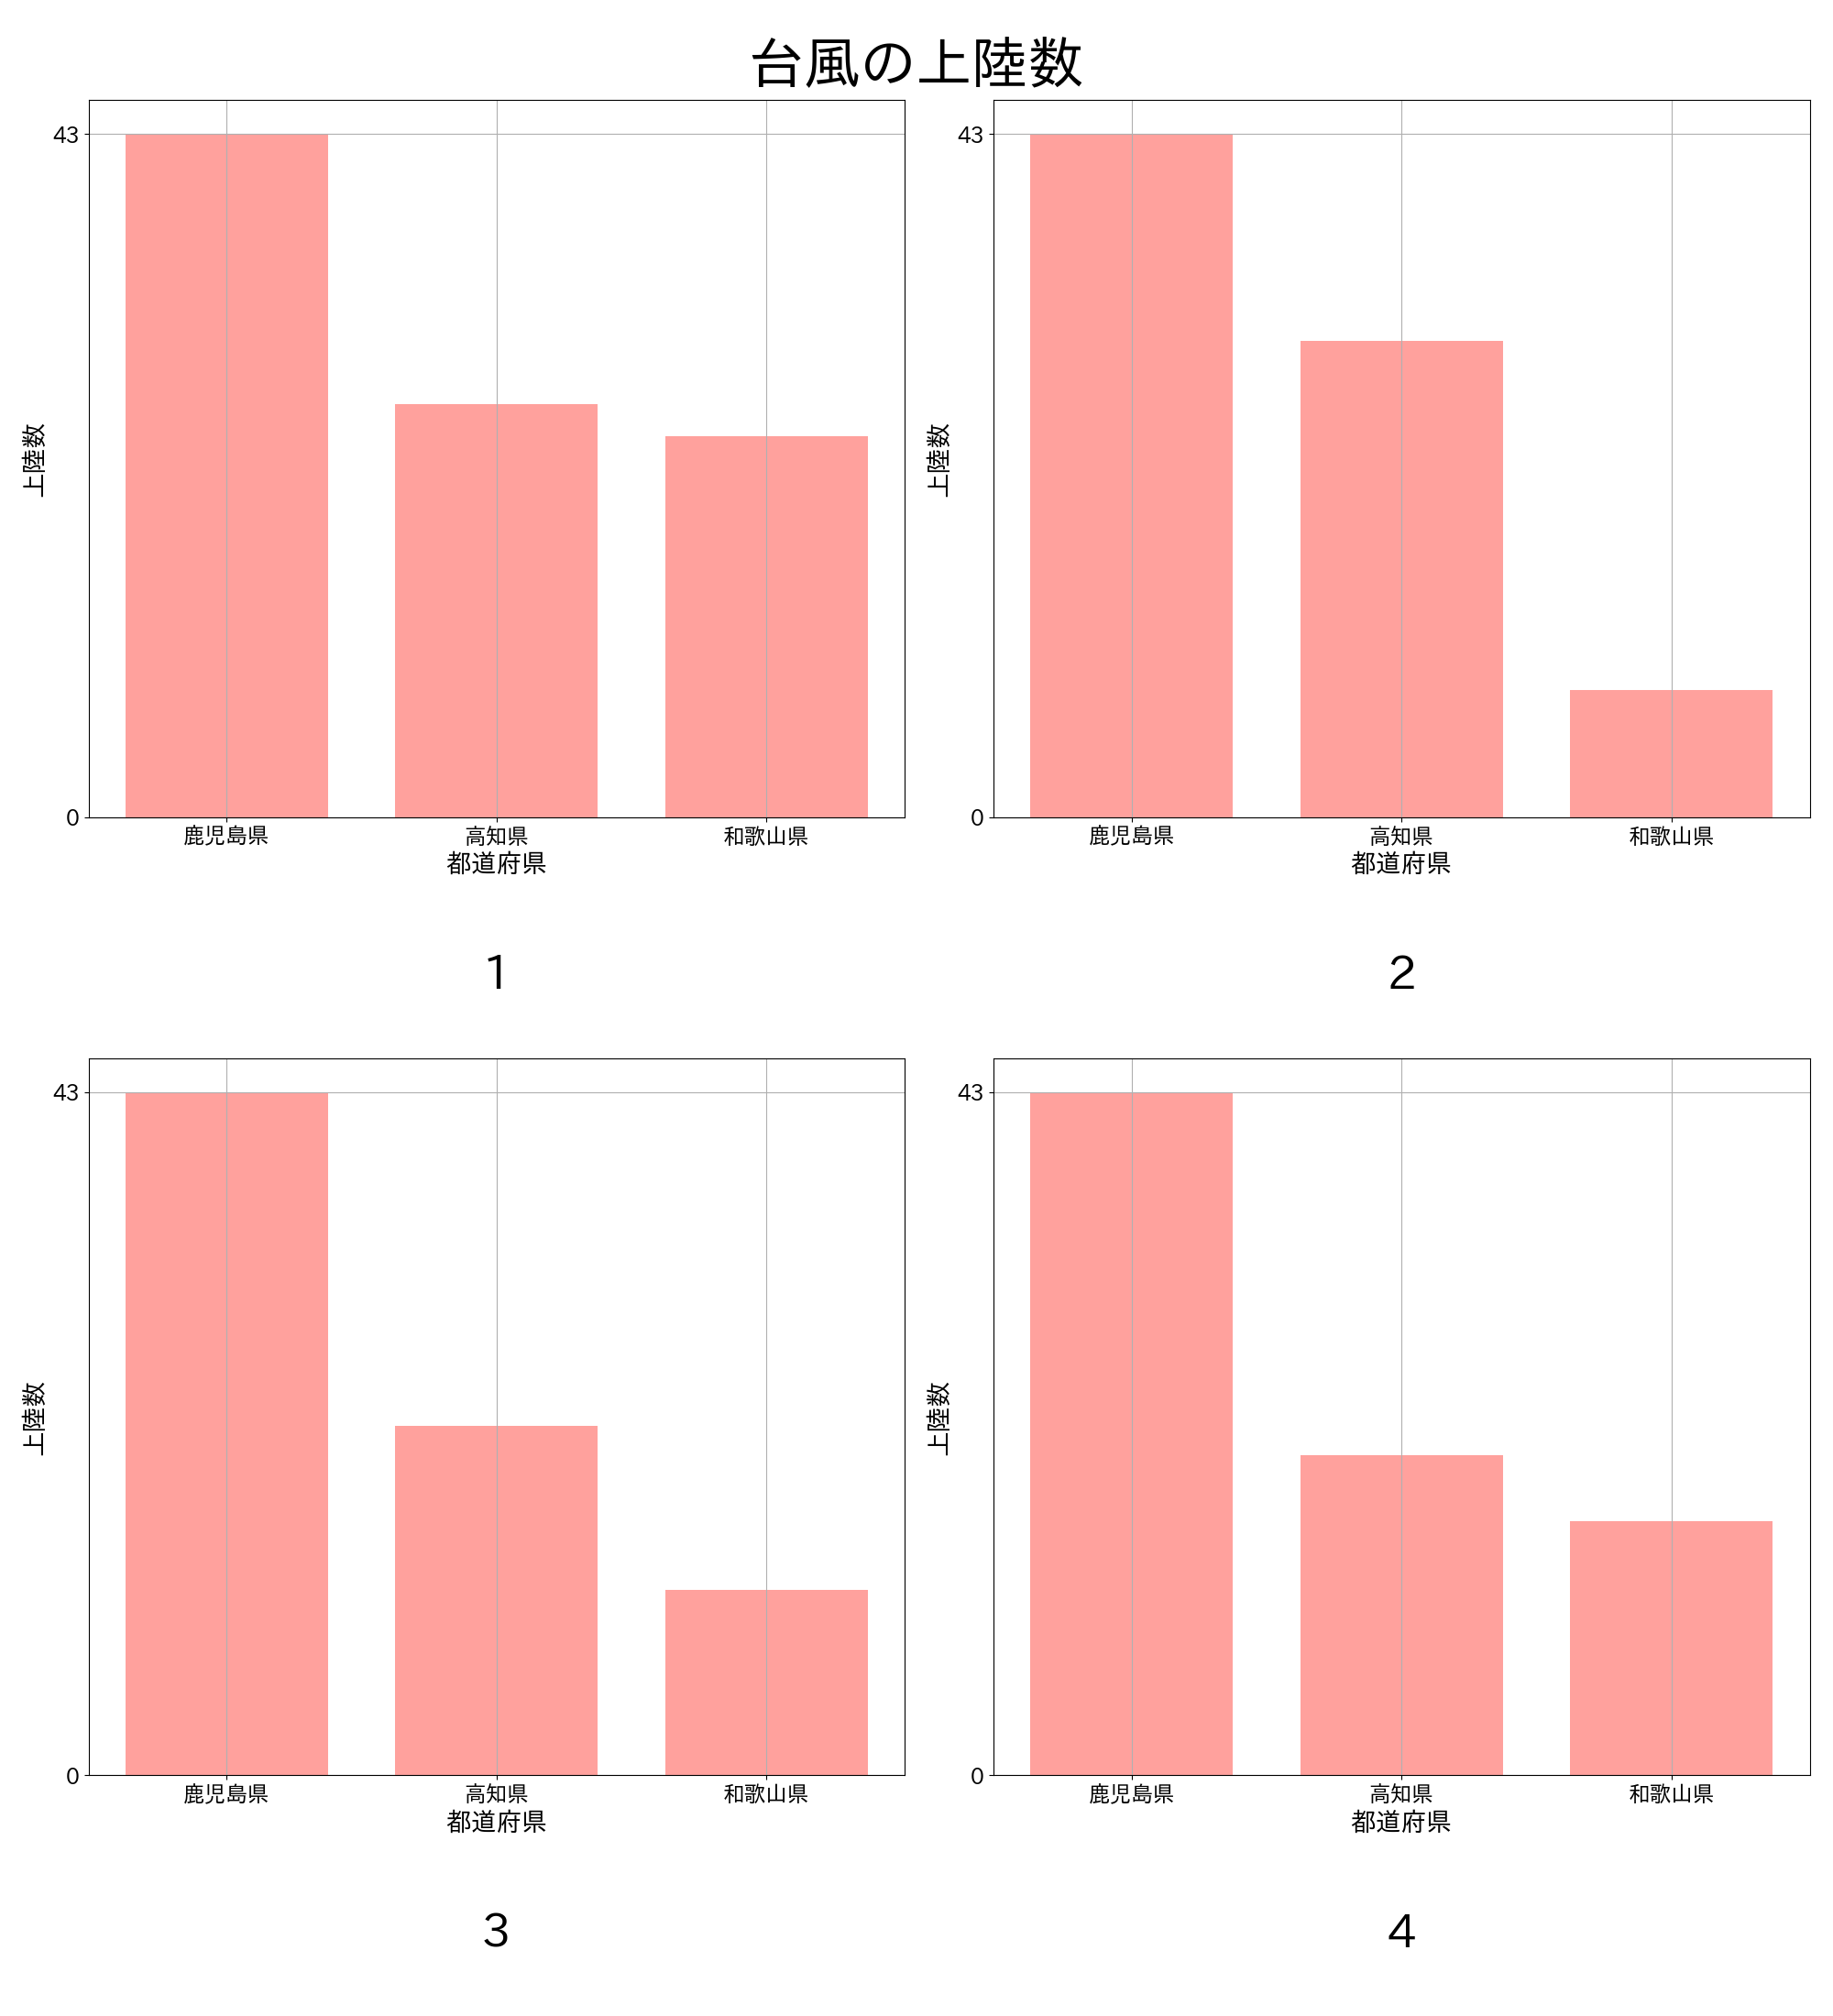 台風の上陸数
43
0
上陸数
鹿児島県 高知県 和歌山県
都道府県
1
43
0
上陸数
鹿児島県 高知県 和歌山県
都道府県
2
43
0
上陸数
鹿児島県 高知県 和歌山県
都道府県
3
43
0
上陸数
鹿児島県 高知県 和歌山県
都道府県
4